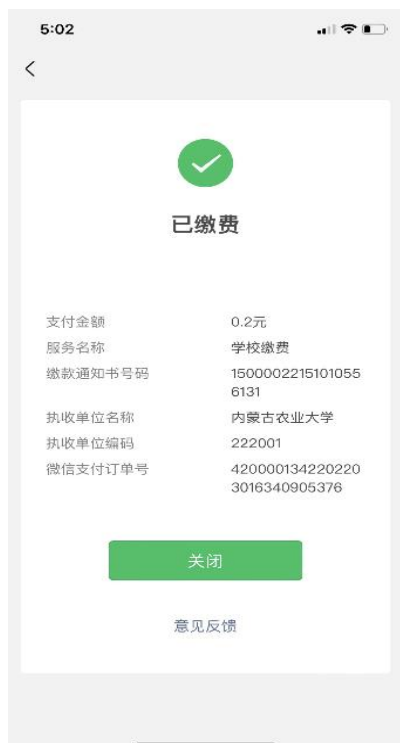 5:02
已缴费
支付金额 0.2元
服务名称 学校缴费
缴款通知书号码 1500002215101055
6131
执收单位名称 内蒙古农业大学
执收单位编码 222001
微信支付订单号 420000134220220
3016340905376
关闭
意见反馈